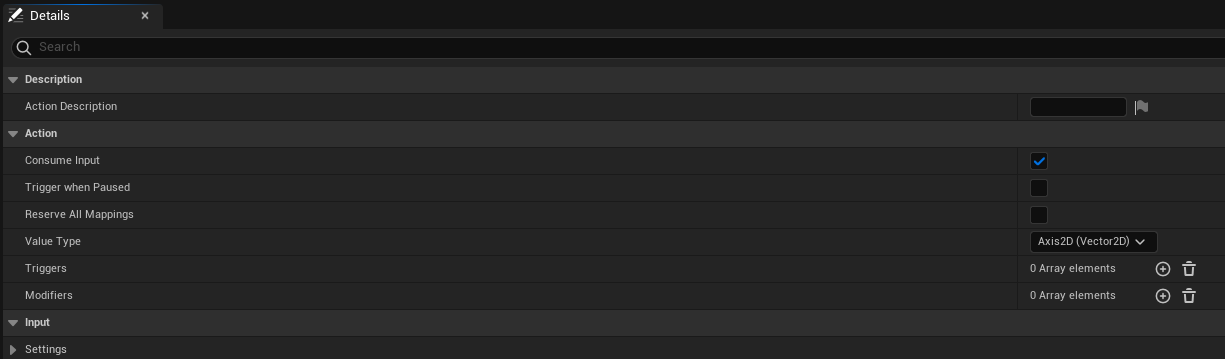 Details
Search
Description
Action Description
Action
Consume Input
Trigger when Paused
Reserve All Mappings
Value Type Axis2D (Vector2D)
Triggers 0 Array elements
Modifiers 0 Array elements
Input
Settings